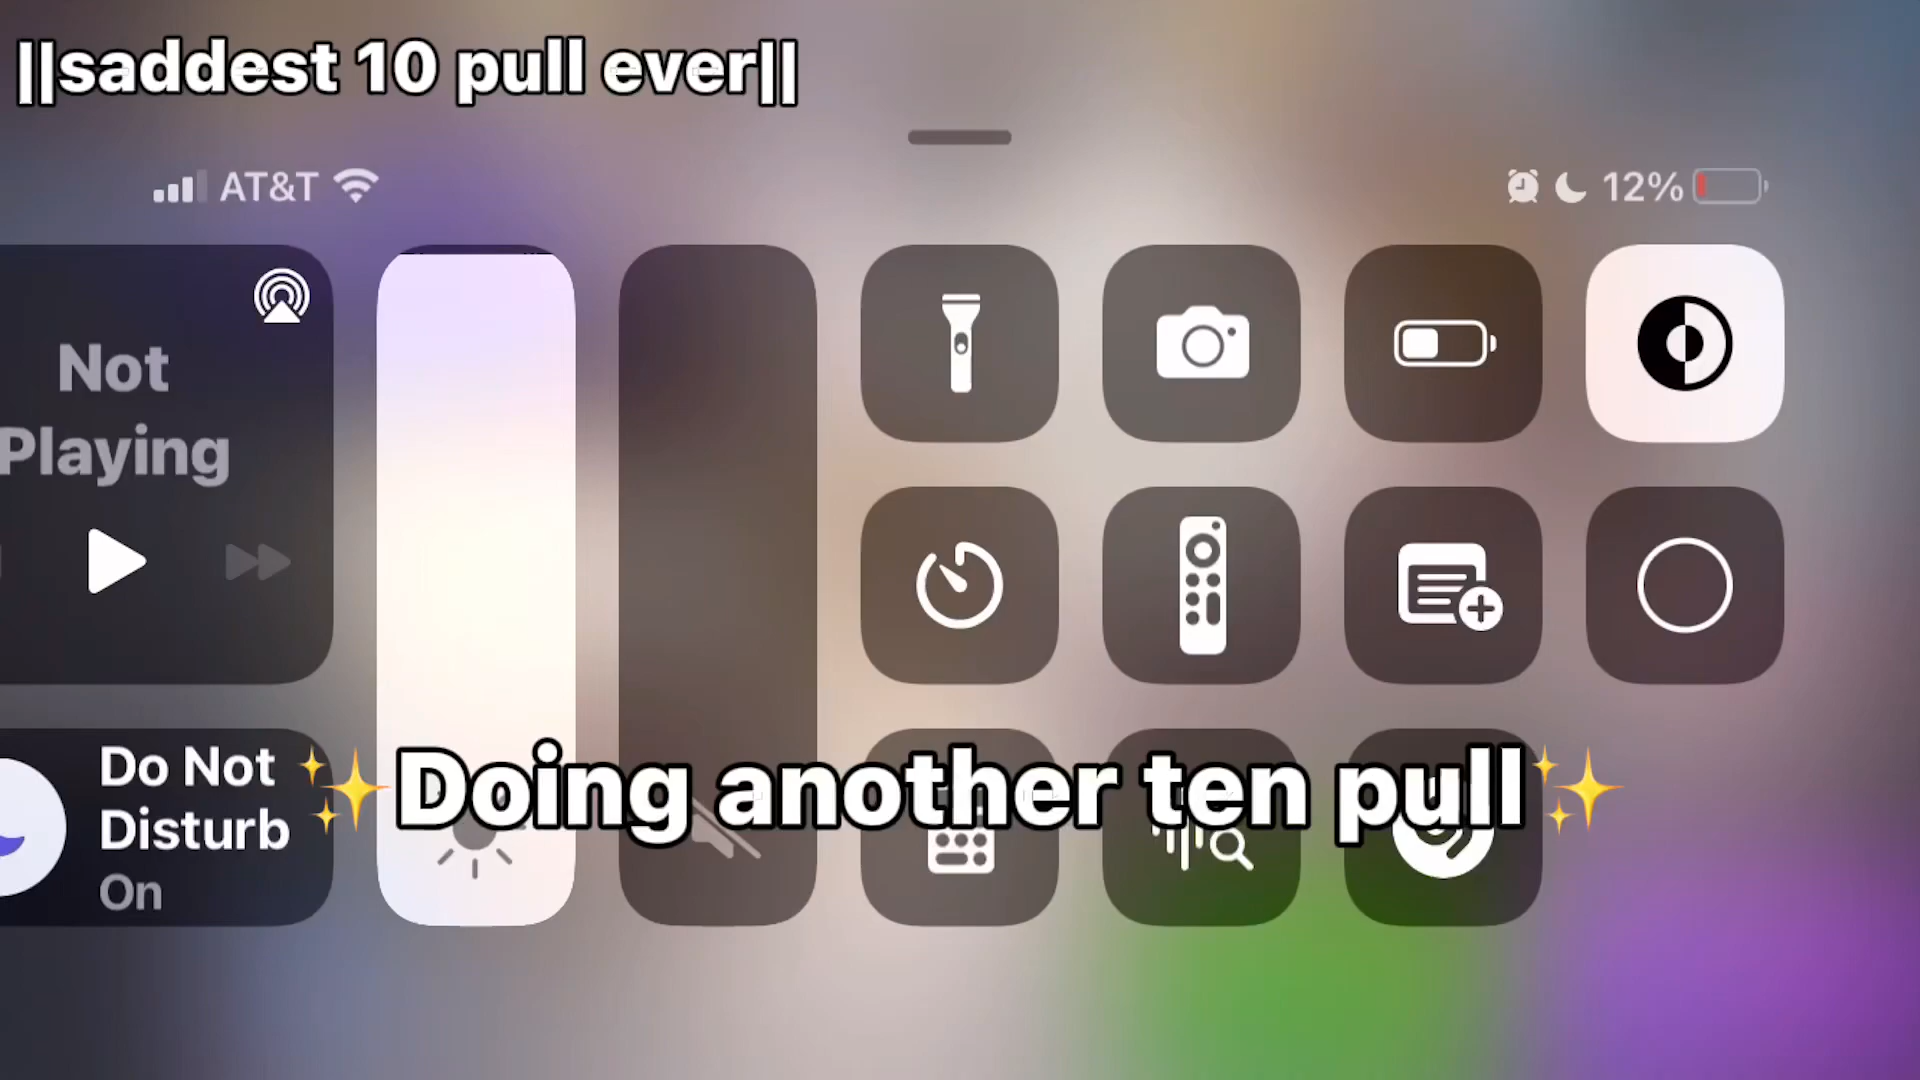 ||saddest 10 pull ever||
AT&T
12%
Not
Playing
Do Not
Disturb
On
✨Doing another ten pull✨